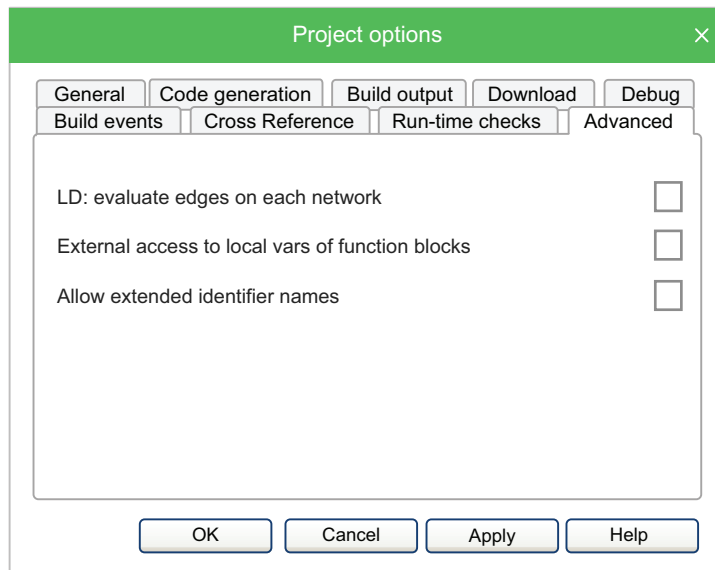 Project options
General Code generation Build output Download Debug
Build events Cross Reference Run-time checks Advanced
LD: evaluate edges on each network
External access to local vars of function blocks
Allow extended identifier names
OK Cancel Apply Help